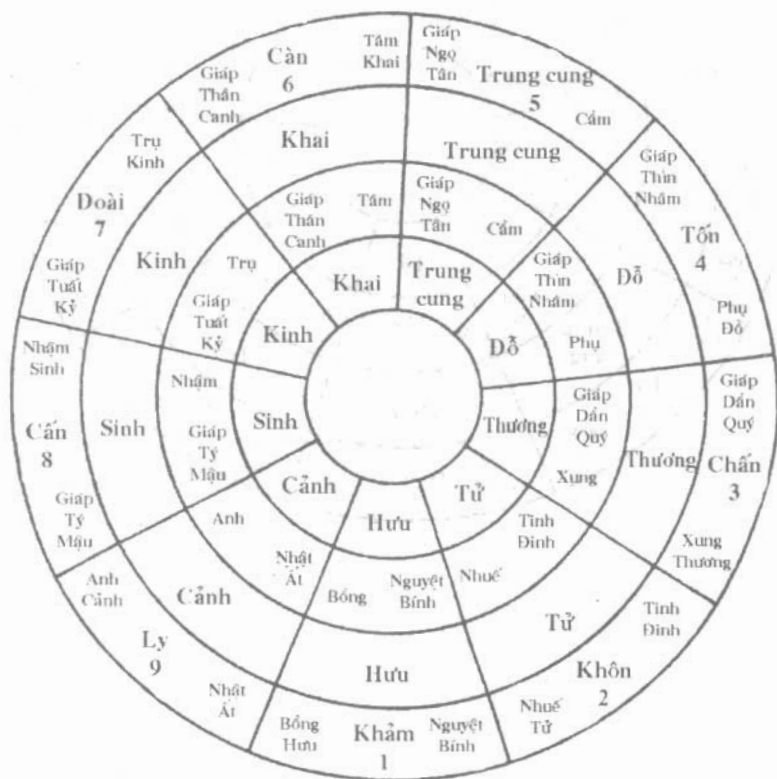 Càn
6
Tâm
Khai
Giáp
Thân
Canh
Giáp
Ngọ
Tân
Trung cung
5
Cầm
Giáp
Thìn
Nhâm
Tốn
4
Phụ
Đỗ
Giáp
Dần
Quý
Chấn
3
Xung
Thương
Tinh
Đinh
Khôn
2
Nhuế
Tử
Nguyệt
Bính
Khảm
1
Bồng
Hưu
Nhật
Ất
Ly
9
Anh
Cảnh
Giáp
Tý
Mậu
Cấn
8
Nhậm
Sinh
Giáp
Tuất
Kỷ
Doài
7
Trụ
Kinh
Khai
Trung cung
Đỗ
Thương
Tử
Hưu
Cảnh
Sinh
Kinh
Giáp
Thân
Canh
Tâm
Giáp
Ngọ
Tân
Cầm
Giáp
Thìn
Nhâm
Phụ
Giáp
Dần
Quý
Xung
Tinh
Đinh
Nhuế
Nguyệt
Bính
Bồng
Nhật
Ất
Anh
Giáp
Tý
Mậu
Nhậm
Giáp
Tuất
Kỷ
Trụ
Khai
Trung
cung
Đỗ
Thương
Tử
Hưu
Cảnh
Sinh
Kinh